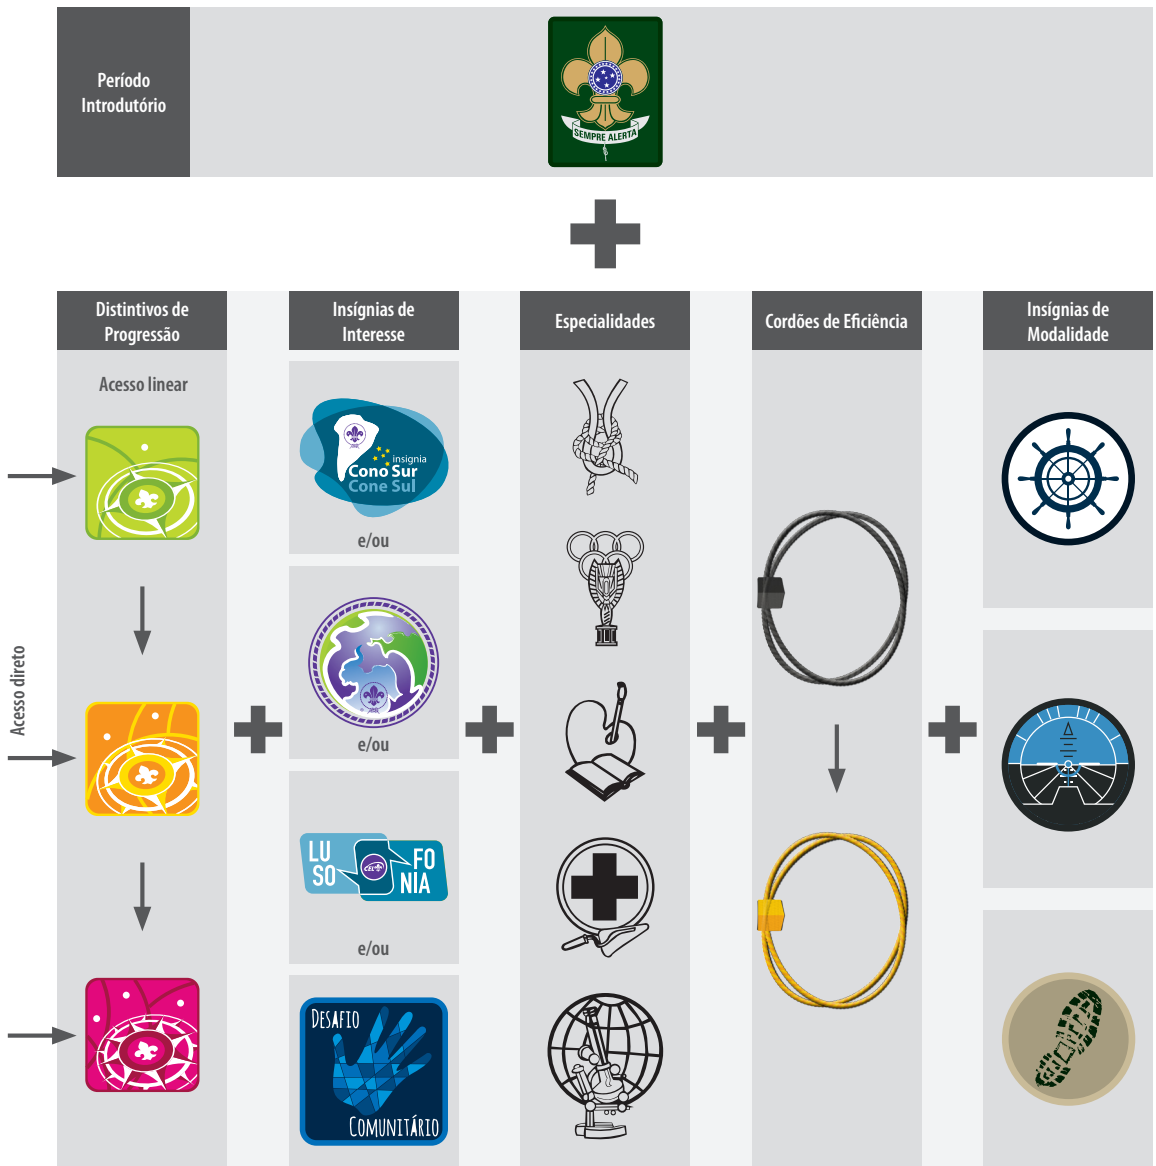 Período
Introdutório
SEMPRE ALERTA
Distintivos de
Progressão
Insígnias de
Interesse
Especialidades
Cordões de Eficiência
Insígnias de
Modalidade
Acesso linear
Acesso direto
insignia
Cono Sur
Cone Sul
e/ou
e/ou
LU
SO
CEL
FO
NIA
e/ou
DESAFIO
COMUNITÁRIO